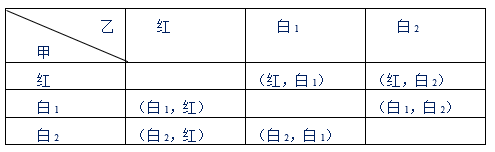 乙 红 白1 白2
甲
红 (红,白1) (红,白2)
白1 (白1,红) (白1,白2)
白2 (白2,红) (白2,白1)